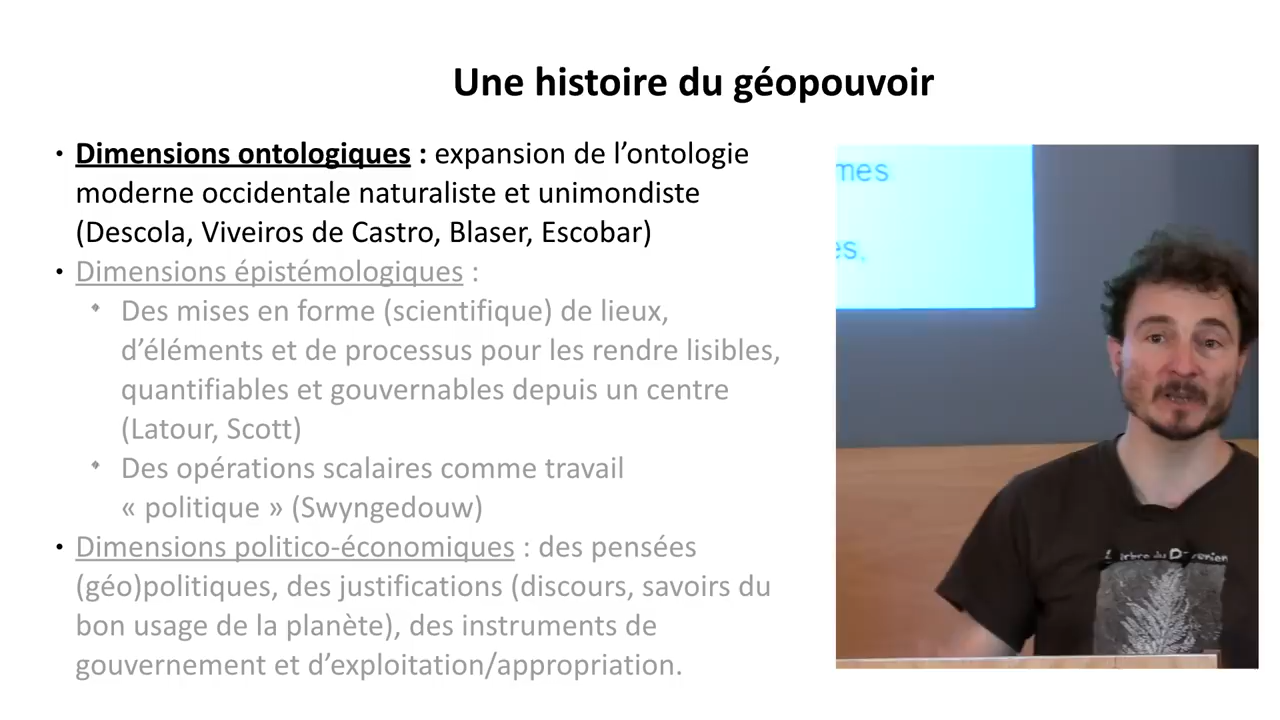 Une histoire du géopouvoir
• Dimensions ontologiques : expansion de l’ontologie
moderne occidentale naturaliste et unimondiste
(Descola, Viveiros de Castro, Blaser, Escobar)
• Dimensions épistémologiques :
Des mises en forme (scientifique) de lieux,
d’éléments et de processus pour les rendre lisibles,
quantifiables et gouvernables depuis un centre
(Latour, Scott)
Des opérations scalaires comme travail
« politique » (Swyngedouw)
• Dimensions politico-économiques : des pensées
(géo)politiques, des justifications (discours, savoirs du
bon usage de la planète), des instruments de
gouvernement et d’exploitation/appropriation.
mes
es,